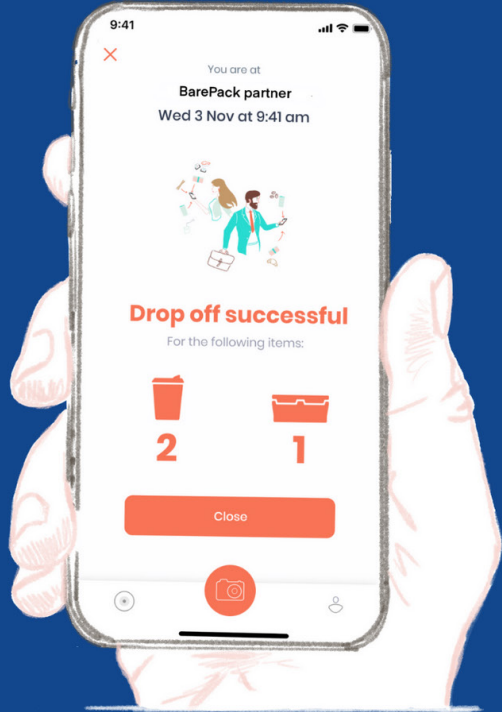 9:41
You are at
BarePack partner
Wed 3 Nov at 9:41 am
Drop off successful
For the following items:
2 1
Close